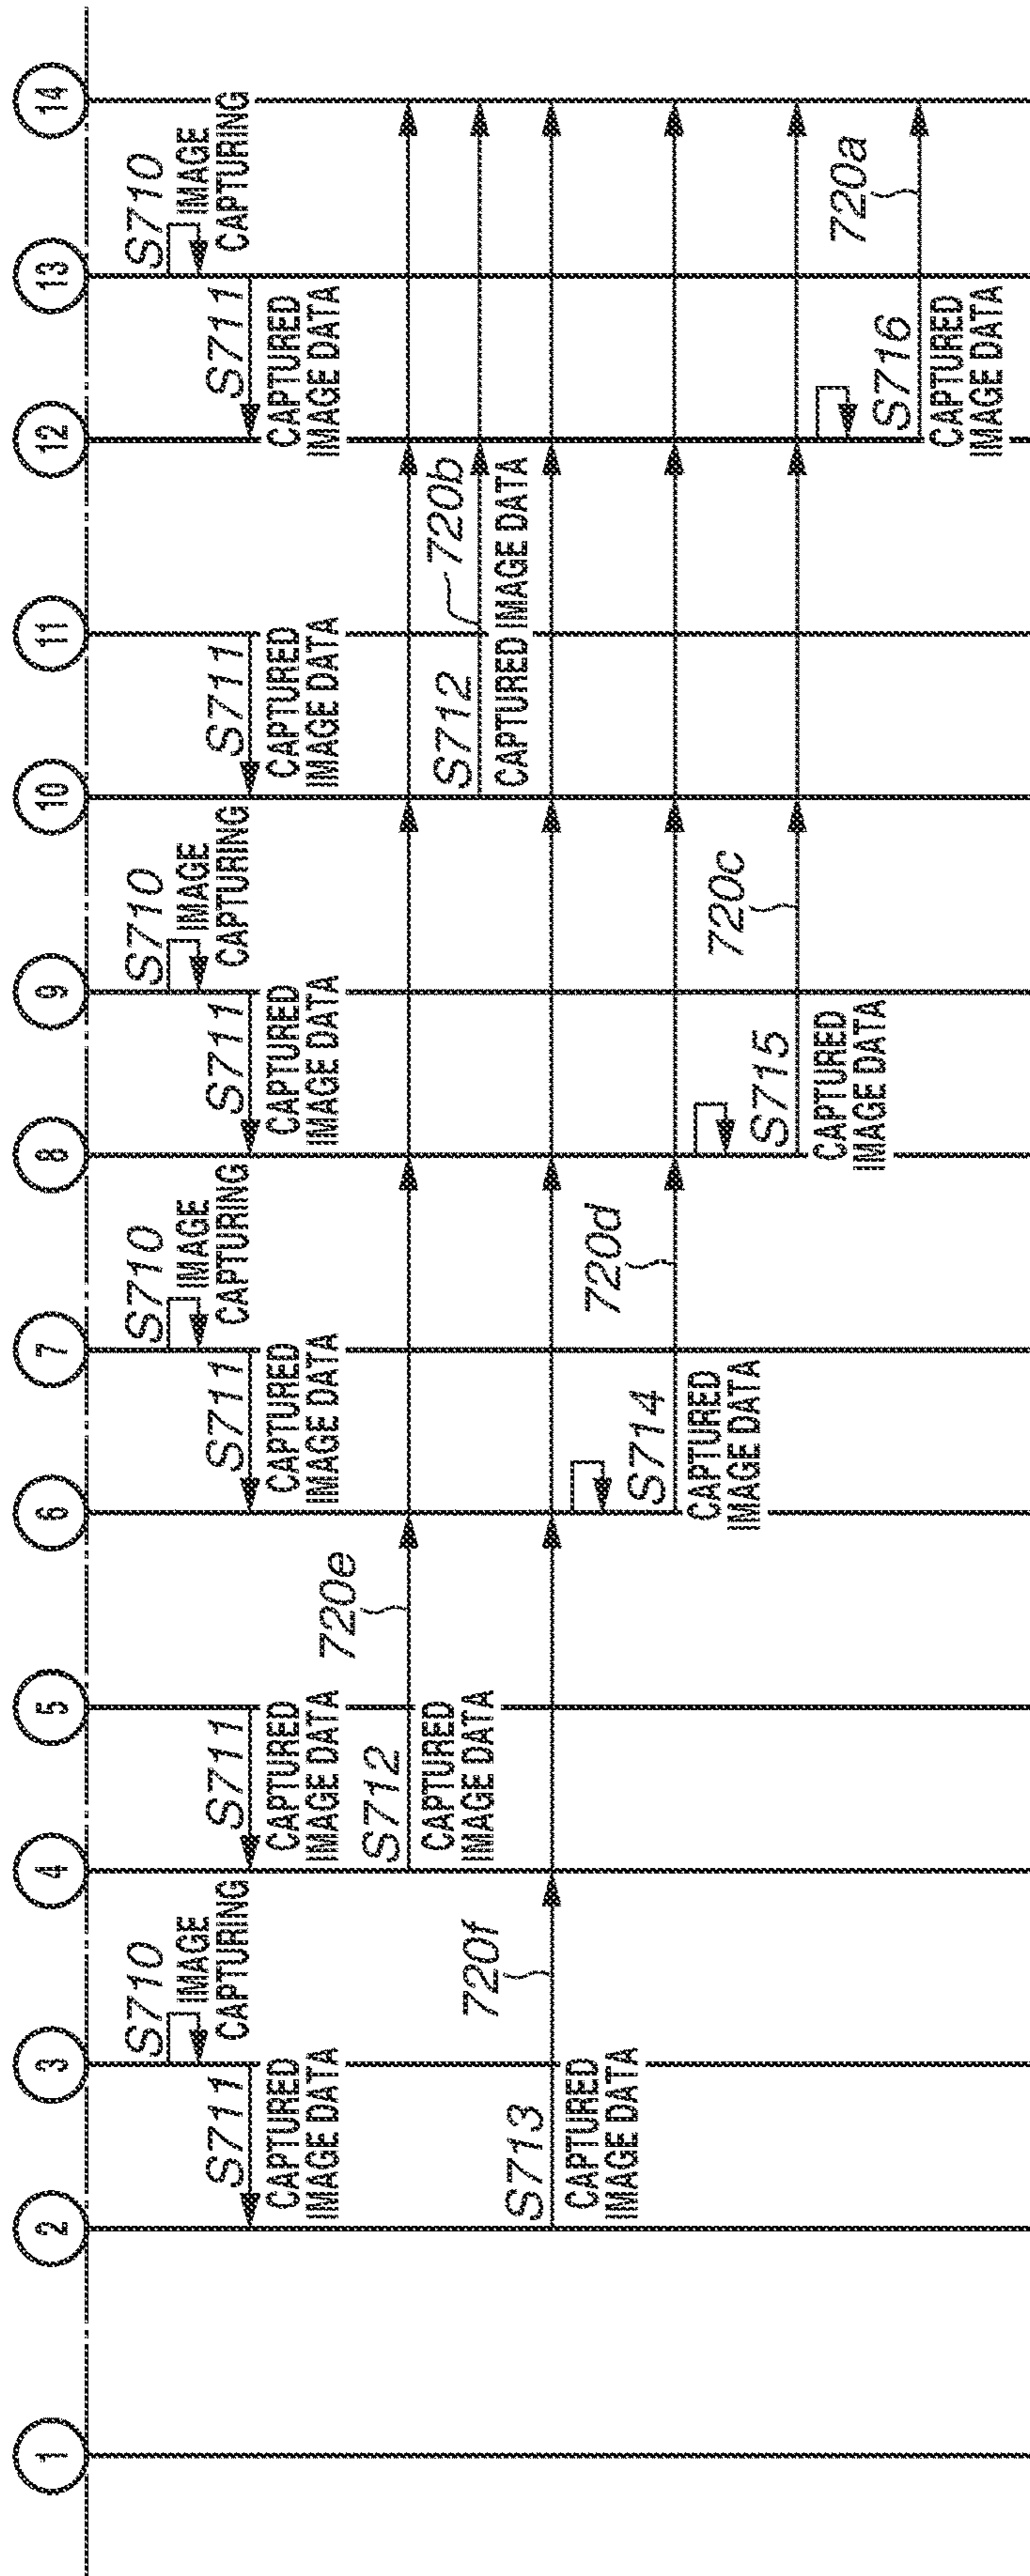 1
2
3
4
5
6
7
8
9
10
11
12
13
14
S710
IMAGE
CAPTURING
S710
IMAGE
CAPTURING
S710
IMAGE
CAPTURING
S710
IMAGE
CAPTURING
S711
CAPTURED
IMAGE DATA
S711
CAPTURED
IMAGE DATA
S711
CAPTURED
IMAGE DATA
S711
CAPTURED
IMAGE DATA
S711
CAPTURED
IMAGE DATA
S711
CAPTURED
IMAGE DATA
720e
S712
CAPTURED
IMAGE DATA
S712
720b
CAPTURED IMAGE DATA
720f
S713
CAPTURED
IMAGE DATA
720d
S714
CAPTURED
IMAGE DATA
720c
S715
CAPTURED
IMAGE DATA
720a
S716
CAPTURED
IMAGE DATA